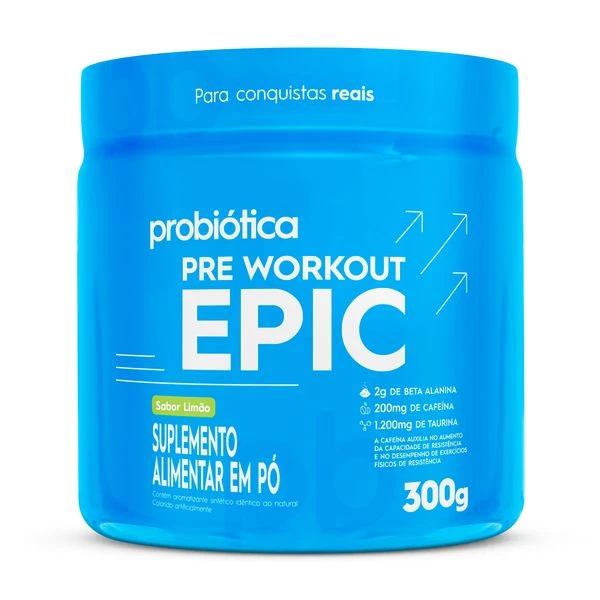 Para conquistas reais
probiótica
PRE WORKOUT
EPIC
Sabor Limão
SUPLEMENTO
ALIMENTAR EM PÓ
Contém aromatizante sintético idêntico ao natural
Colorido artificialmente
2g DE BETA ALANINA
200mg DE CAFEÍNA
1.200mg DE TAURINA
A CAFEÍNA AUXILIA NO AUMENTO
DA CAPACIDADE DE RESISTÊNCIA
E NO DESEMPENHO DE EXERCÍCIOS
FÍSICOS DE RESISTÊNCIA
300g